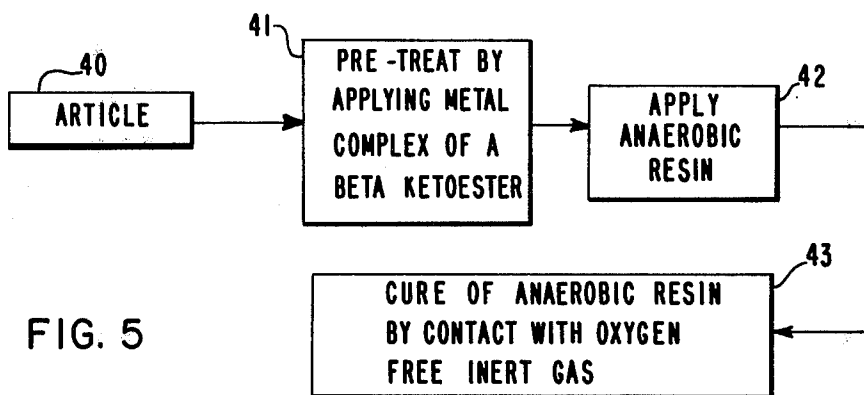 40
ARTICLE
41
PRE-TREAT BY
APPLYING METAL
COMPLEX OF A
BETA KETOESTER
42
APPLY
ANAEROBIC
RESIN
43
CURE OF ANAEROBIC RESIN
BY CONTACT WITH OXYGEN
FREE INERT GAS
FIG. 5